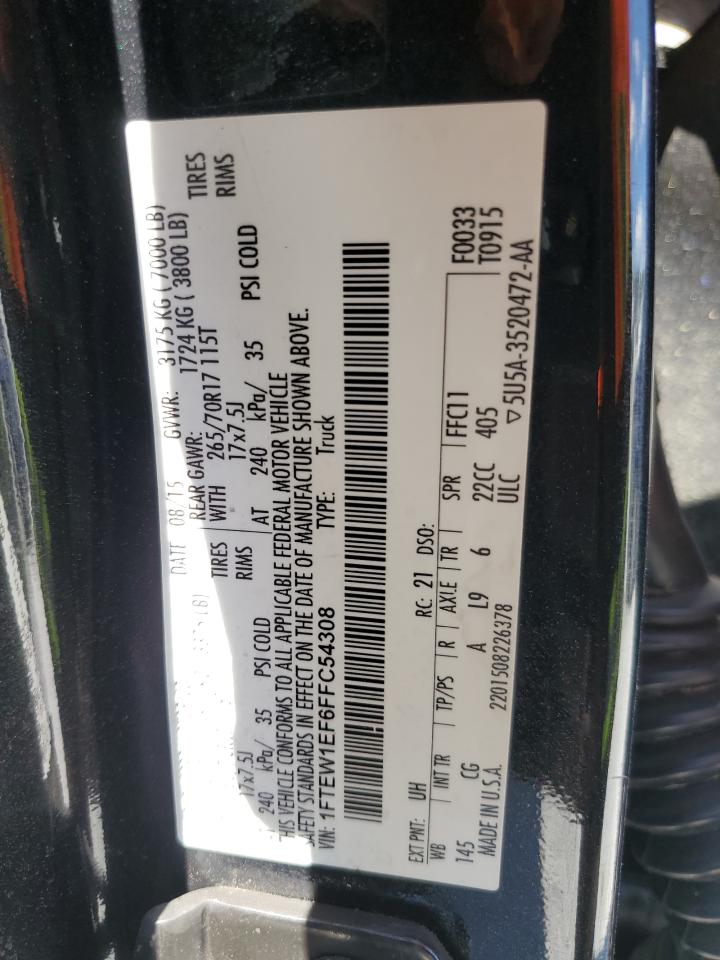 DATE 08/15 GVWR: 3175 KG ( 7000 LB)
REAR GAWR: 1724 KG ( 3800 LB)
TIRES WITH 265/70R17 115T TIRES
17x7.5J RIMS 17x7.5J RIMS
240 kPa/ 35 PSI COLD AT 240 kPa/ 35 PSI COLD
THIS VEHICLE CONFORMS TO ALL APPLICABLE FEDERAL MOTOR VEHICLE
SAFETY STANDARDS IN EFFECT ON THE DATE OF MANUFACTURE SHOWN ABOVE.
VIN: 1FTEW1EF6FFC54308 TYPE: Truck
EXT PNT: UH RC: 21 DSO: F0033
WB INT TR TP/PS R AXLE TR SPR FFC11 T0915
145 CG A L9 6 22CC 405
MADE IN U.S.A. 2201508226378 ULC ▽5U5A-3520472-AA